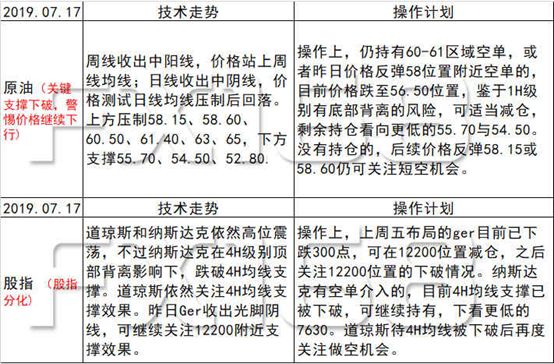 2019.07.17
技术走势
操作计划
原油（关键
支撑下破，警
惕价格继续下
行）
周线收出中阳线，价格站上周
线均线；日线收出中阴线，价
格测试日线均线压制后回落。
上方压制58.15、58.60、
60.50、61.40、63、65，下方
支撑55.70、54.50、52.80.
操作上，仍持有60-61区域空单，或
者昨日价格反弹58位置附近空单的，
目前价格跌至56.50位置，鉴于1H级
别有底部背离的风险，可适当减仓，
剩余持仓看向更低的55.70与54.50。
没有持仓的，后续价格反弹58.15或
58.60仍可关注短空机会。
2019.07.17
技术走势
操作计划
股指（股指
分化）
道琼斯和纳斯达克依然高位震
荡，不过纳斯达克在4H级别顶
部背离影响下，跌破4H均线支
撑。道琼斯依然关注4H均线支
撑效果。昨日Ger收出光脚阴
线，可继续关注12200附近支
撑效果。
操作上，上周五布局的ger目前已下
跌300点，可在12200位置减仓，之后
关注12200位置的下破情况。纳斯达
克有空单介入的，目前4H均线支撑已
被下破，可继续持有，下看更低的
7630。道琼斯待4H均线被下破后再度
关注做空机会。
FX168
FX168